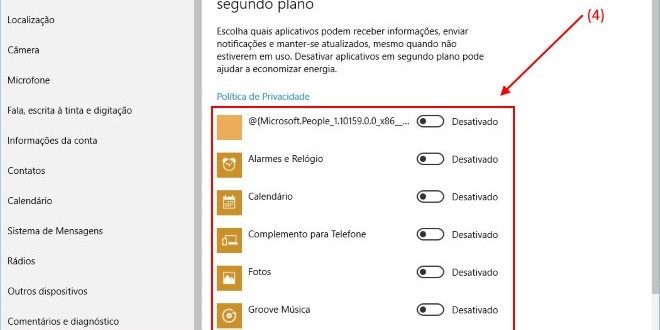 Localização
Câmera
Microfone
Fala, escrita à tinta e digitação
Informações da conta
Contatos
Calendário
Sistema de Mensagens
Rádios
Outros dispositivos
Comentários e diagnóstico
segundo plano
Escolha quais aplicativos podem receber informações, enviar
notificações e manter-se atualizados, mesmo quando não
estiverem em uso. Desativar aplicativos em segundo plano pode
ajudar a economizar energia.
Política de Privacidade
(4)
@{Microsoft.People_1.10159.0.0_x86__... Desativado
Alarmes e Relógio Desativado
Calendário Desativado
Complemento para Telefone Desativado
Fotos Desativado
Groove Música Desativado